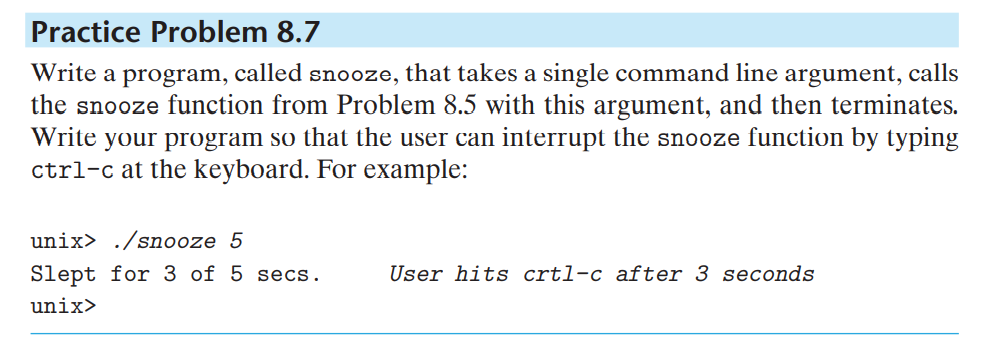 Practice Problem 8.7
Write a program, called snooze, that takes a single command line argument, calls
the snooze function from Problem 8.5 with this argument, and then terminates.
Write your program so that the user can interrupt the snooze function by typing
ctrl-c at the keyboard. For example:
unix> ./snooze 5
Slept for 3 of 5 secs. User hits crtl-c after 3 seconds
unix>